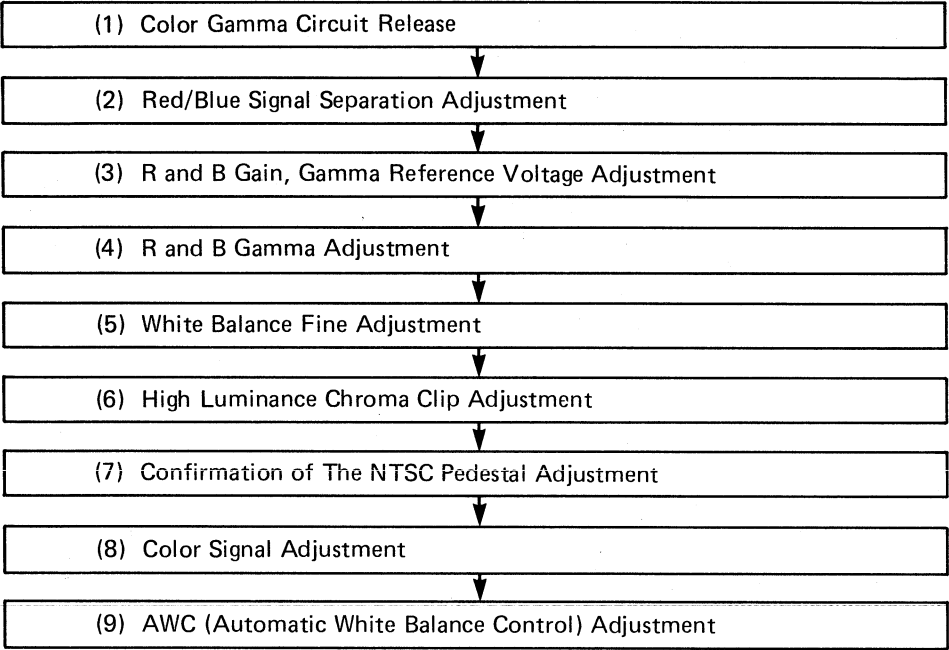 (1) Color Gamma Circuit Release
(2) Red/Blue Signal Separation Adjustment
(3) R and B Gain, Gamma Reference Voltage Adjustment
(4) R and B Gamma Adjustment
(5) White Balance Fine Adjustment
(6) High Luminance Chroma Clip Adjustment
(7) Confirmation of The NTSC Pedestal Adjustment
(8) Color Signal Adjustment
(9) AWC (Automatic White Balance Control) Adjustment